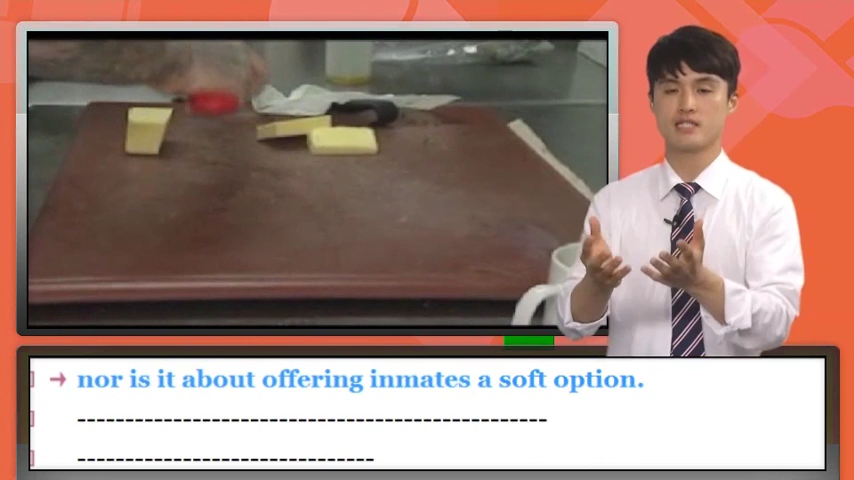 → nor is it about offering inmates a soft option.